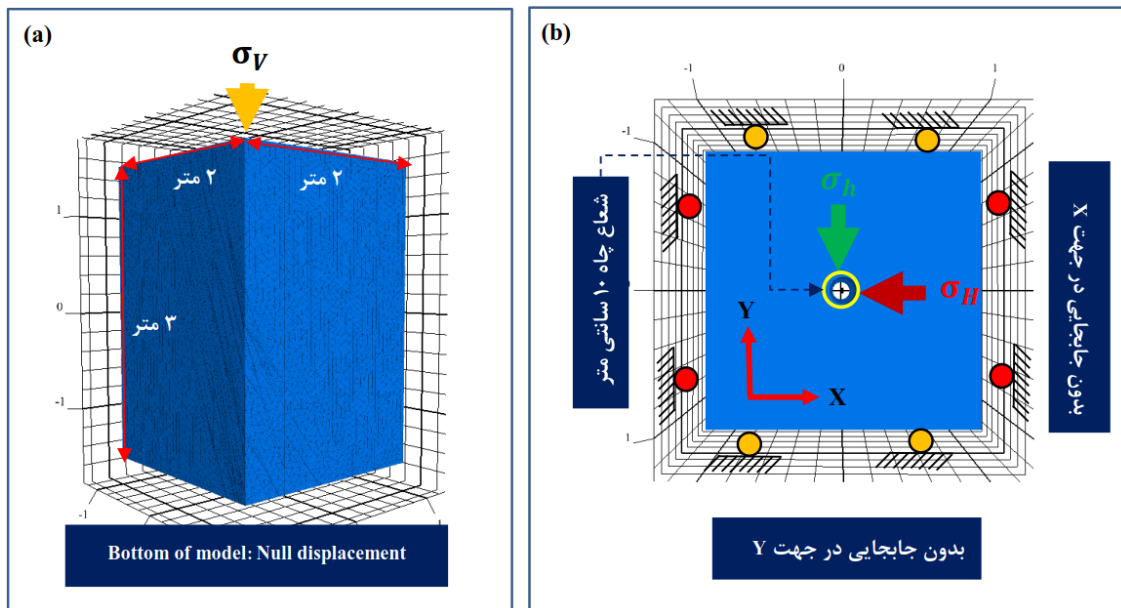 (a)
σV
۲ متر
۲ متر
1
0
۳ متر
-1
-1
1
Bottom of model: Null displacement
(b)
-1
0
1
-1
شعاع چاه ۱۰ سانتی متر
σh
σH
Y
X
1
بدون جابجایی در جهت X
بدون جابجایی در جهت Y